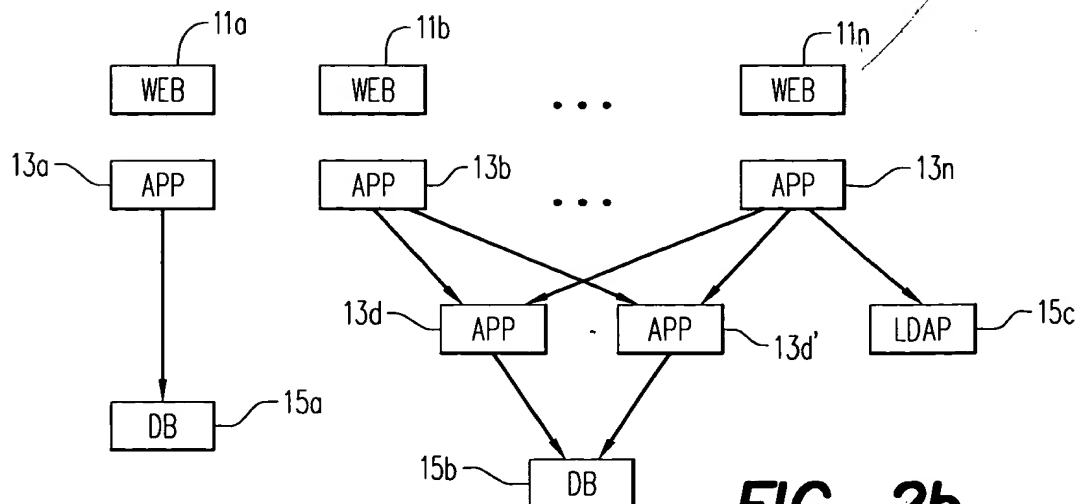 11a 11b 11n
WEB WEB ... WEB
13a APP APP 13b ... APP 13n
13d APP APP 13d' LDAP 15c
DB 15a
15b DB
FIG. 2b